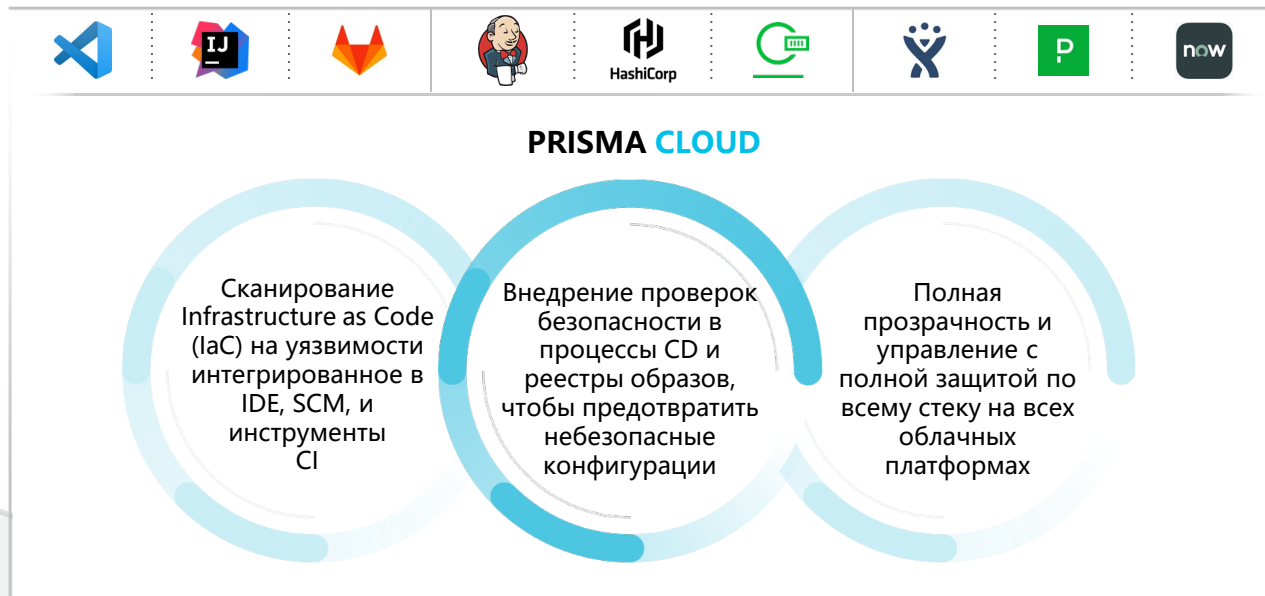 IJ
HashiCorp
P
now
PRISMA CLOUD
Сканирование
Infrastructure as Code
(IaC) на уязвимости
интегрированное в
IDE, SCM, и
инструменты
CI
Внедрение проверок
безопасности в
процессы CD и
реестры образов,
чтобы предотвратить
небезопасные
конфигурации
Полная
прозрачность и
управление с
полной защитой по
всему стеку на всех
облачных
платформах